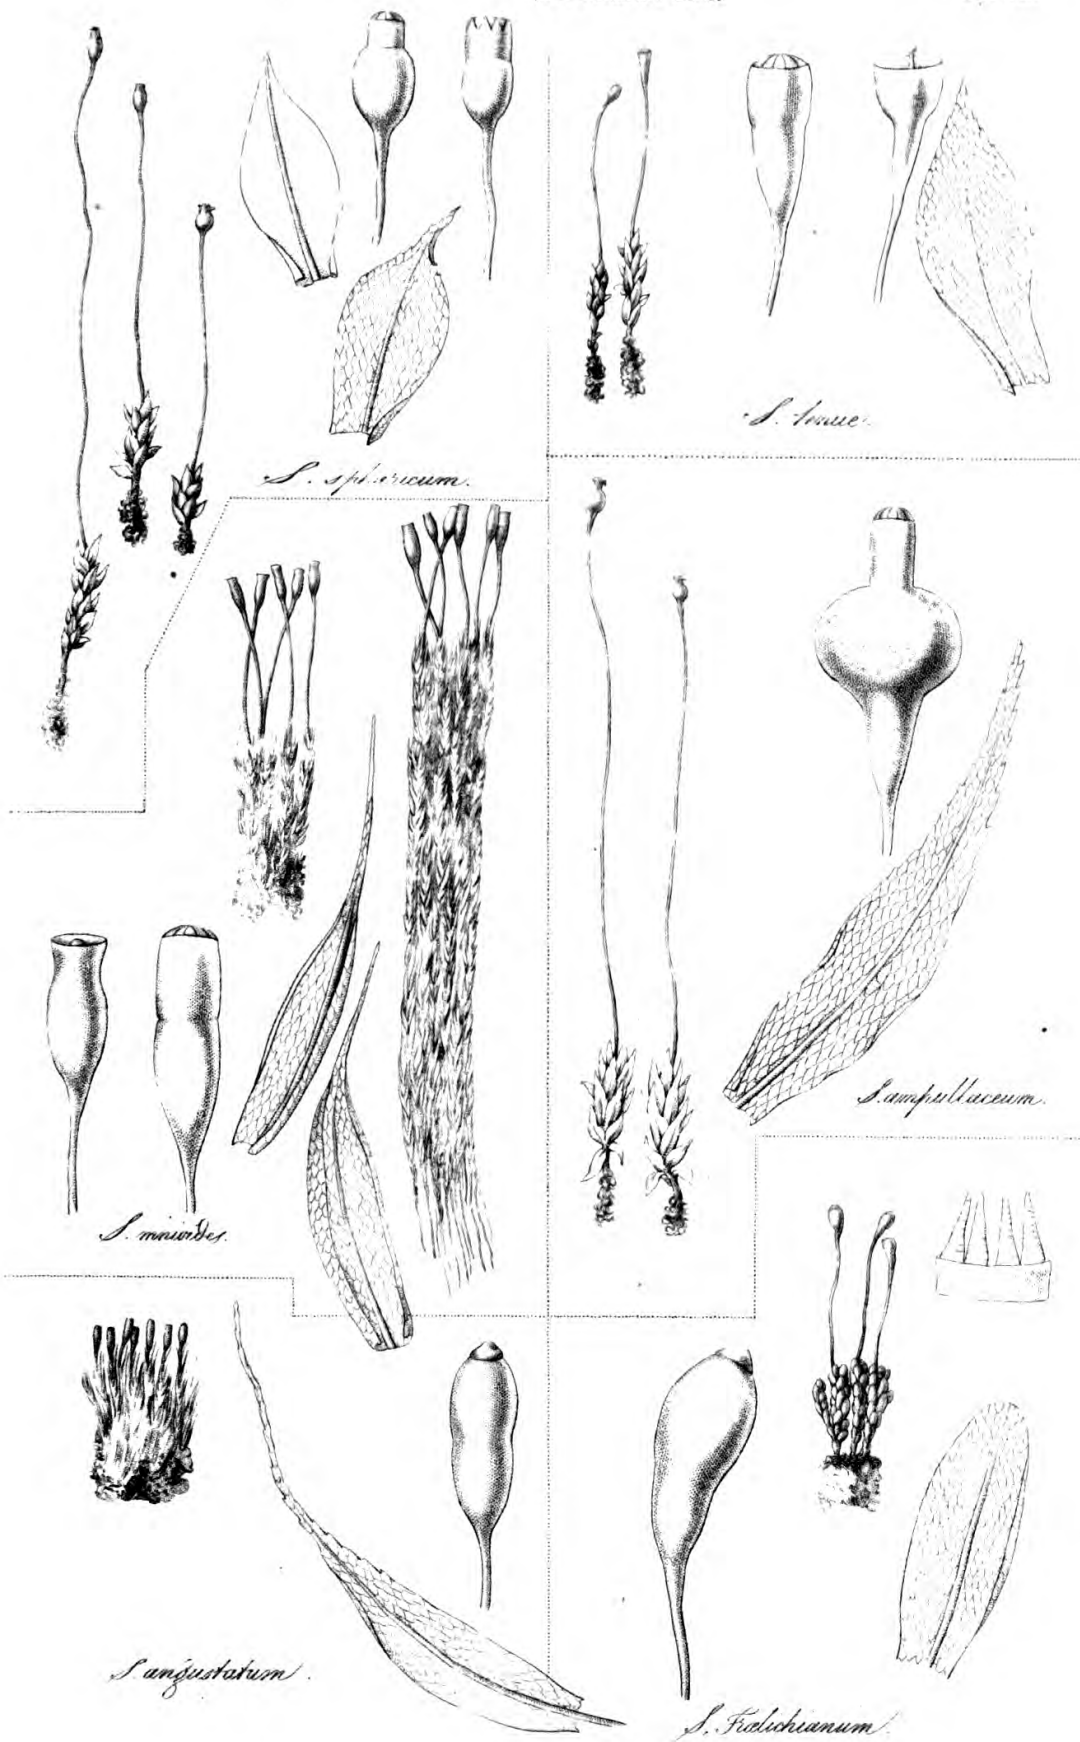 S. sphæricum.
S. tenue.
S. ampullaceum.
S. mnioides.
S. angustatum.
S. Frœlichianum.